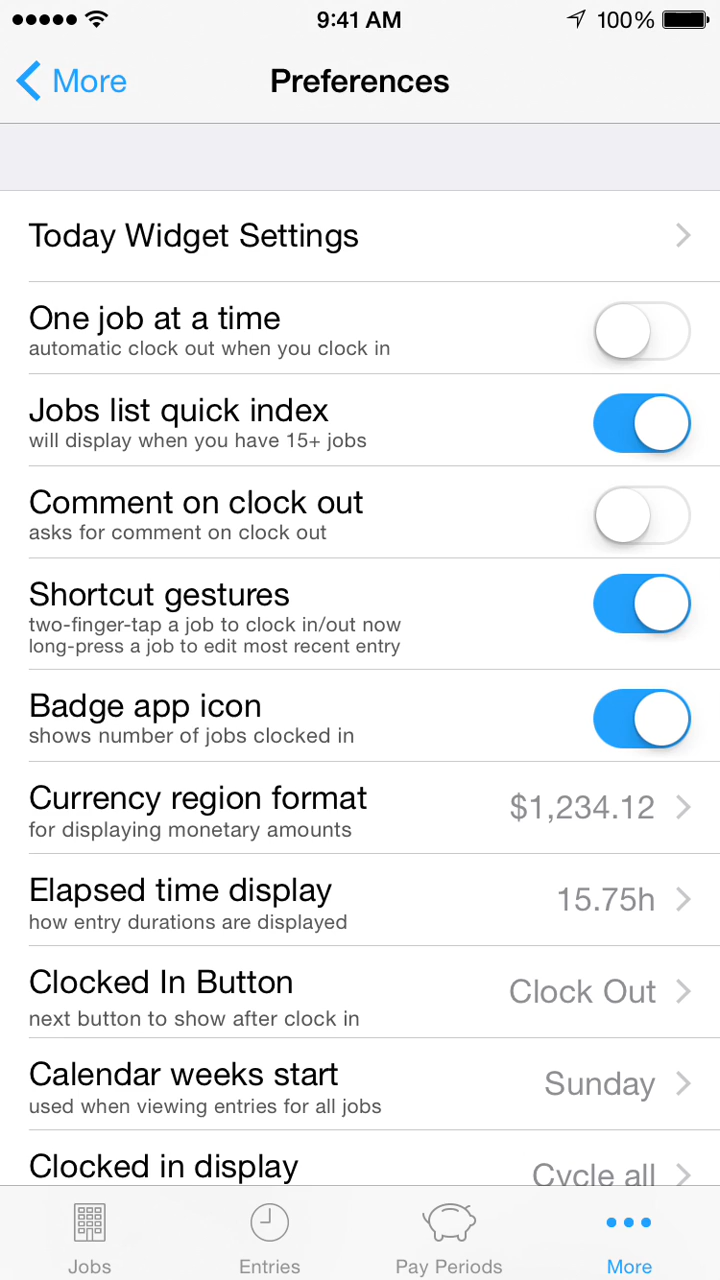 9:41 AM 100%
More Preferences
Today Widget Settings
One job at a time
automatic clock out when you clock in
Jobs list quick index
will display when you have 15+ jobs
Comment on clock out
asks for comment on clock out
Shortcut gestures
two-finger-tap a job to clock in/out now
long-press a job to edit most recent entry
Badge app icon
shows number of jobs clocked in
Currency region format $1,234.12
for displaying monetary amounts
Elapsed time display 15.75h
how entry durations are displayed
Clocked In Button Clock Out
next button to show after clock in
Calendar weeks start Sunday
used when viewing entries for all jobs
Clocked in display Cycle all
Jobs Entries Pay Periods More